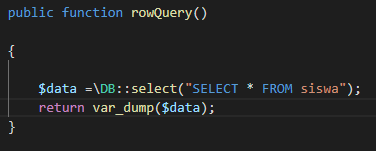 public function rowQuery()
{
$data =\DB::select("SELECT * FROM siswa");
return var_dump($data);
}